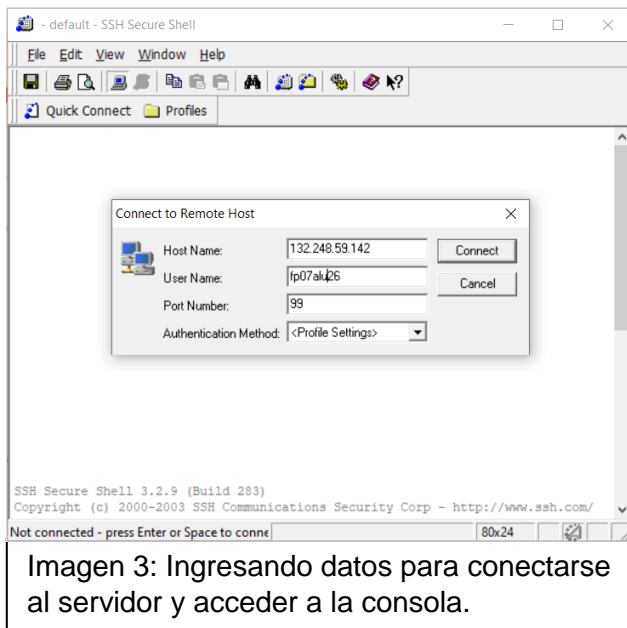 - default - SSH Secure Shell
File Edit View Window Help
Quick Connect Profiles
Connect to Remote Host
Host Name: 132.248.59.142 Connect
User Name: fp07alu26 Cancel
Port Number: 99
Authentication Method: <Profile Settings>
SSH Secure Shell 3.2.9 (Build 283)
Copyright (c) 2000-2003 SSH Communications Security Corp - http://www.ssh.com/
Not connected - press Enter or Space to conne 80x24
Imagen 3: Ingresando datos para conectarse
al servidor y acceder a la consola.